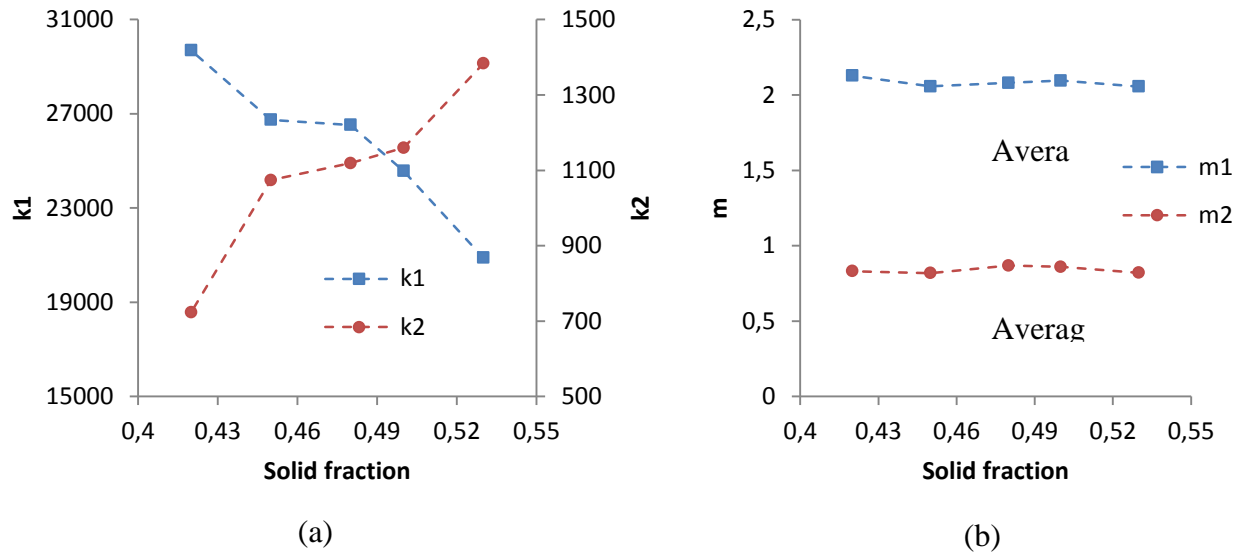 31000
27000
23000
19000
15000
k1
1500
1300
1100
900
700
500
k2
k1
k2
0,4 0,43 0,46 0,49 0,52 0,55
Solid fraction
(a)
2,5
2
1,5
1
0,5
0
m
Avera
m1
m2
Averag
0,4 0,43 0,46 0,49 0,52 0,55
Solid fraction
(b)